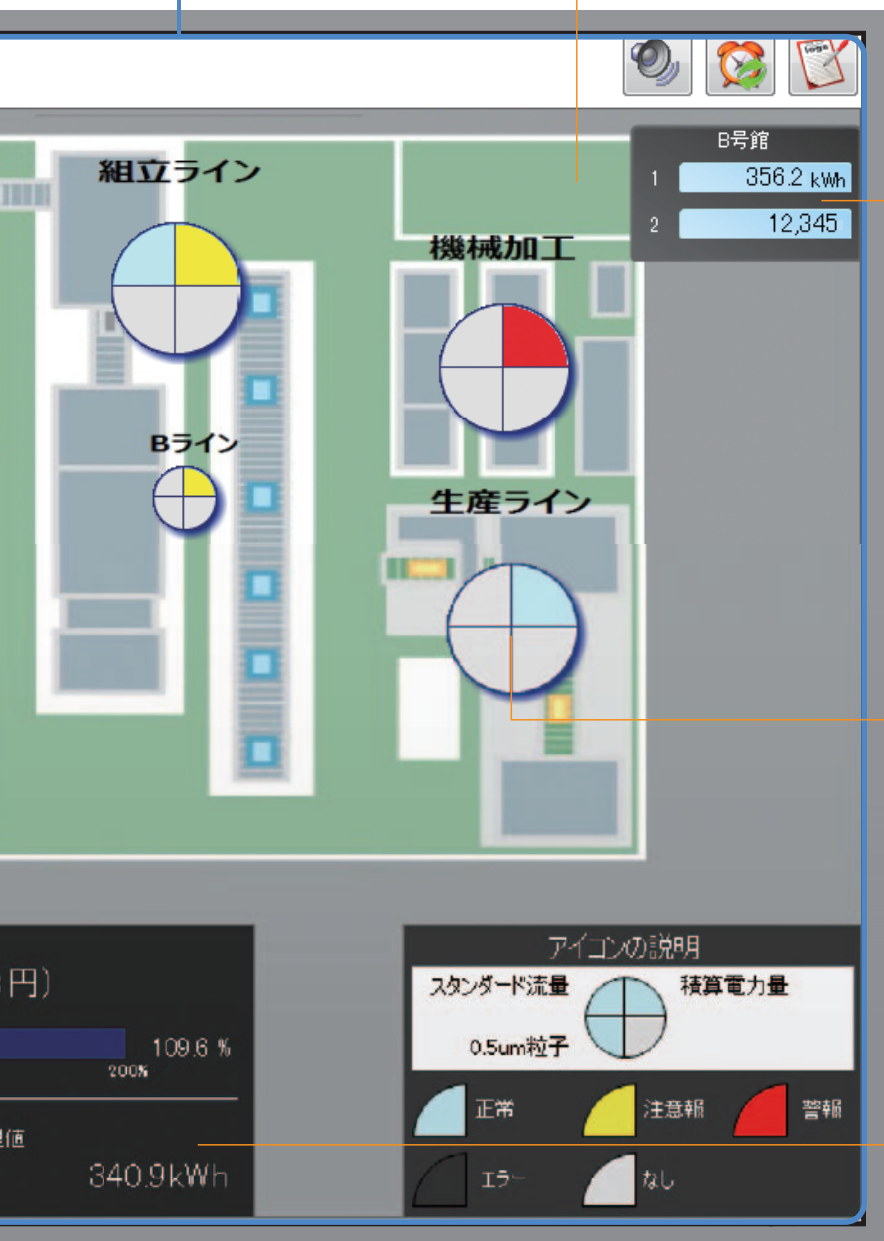 logs
B号館
1 356.2 kWh
2 12,345
組立ライン
機械加工
Bライン
生産ライン
円)
109.6 %
200%
値
340.9kWh
アイコンの説明
スタンダード流量
積算電力量
0.5um粒子
正常
注意報
警報
エラー
なし